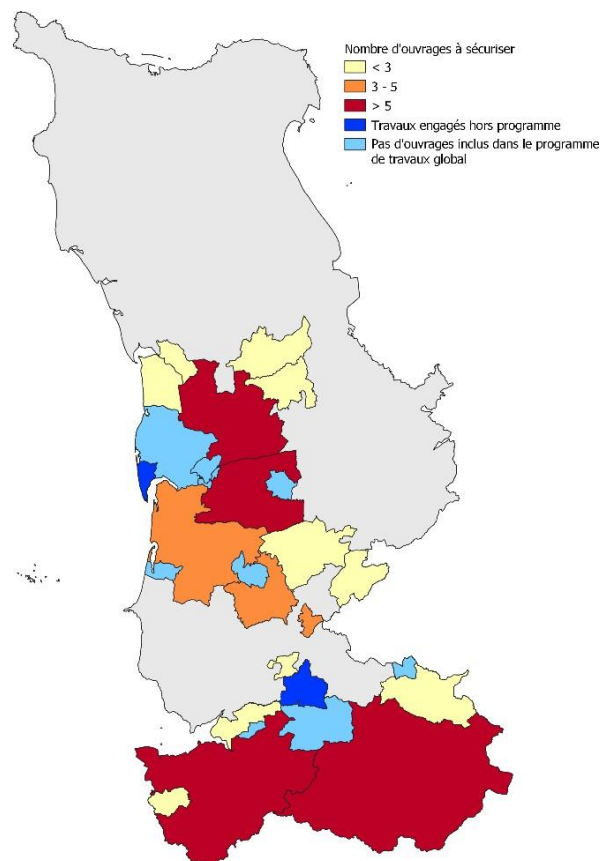 Nombre d'ouvrages à sécuriser
< 3
3 - 5
> 5
Travaux engagés hors programme
Pas d'ouvrages inclus dans le programme
de travaux global